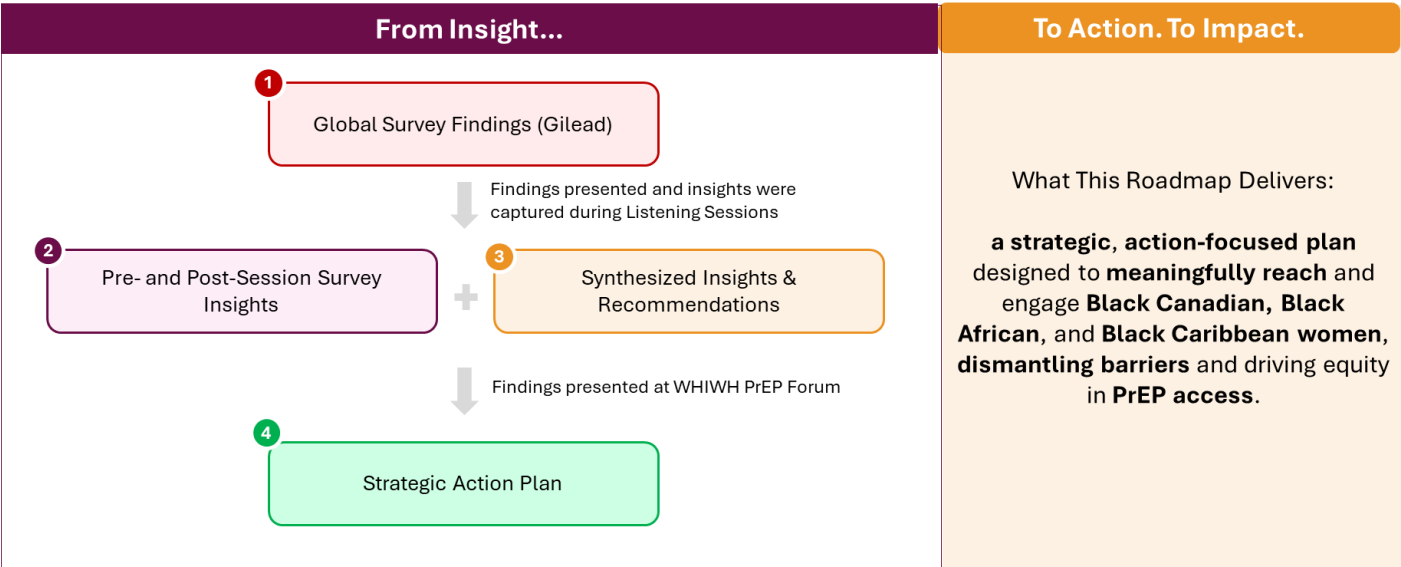 From Insight...
To Action. To Impact.
1
Global Survey Findings (Gilead)
Findings presented and insights were
captured during Listening Sessions
2
Pre- and Post-Session Survey
Insights
3
Synthesized Insights &
Recommendations
Findings presented at WHIWH PrEP Forum
4
Strategic Action Plan
What This Roadmap Delivers:
a strategic, action-focused plan
designed to meaningfully reach and
engage Black Canadian, Black
African, and Black Caribbean women,
dismantling barriers and driving equity
in PrEP access.